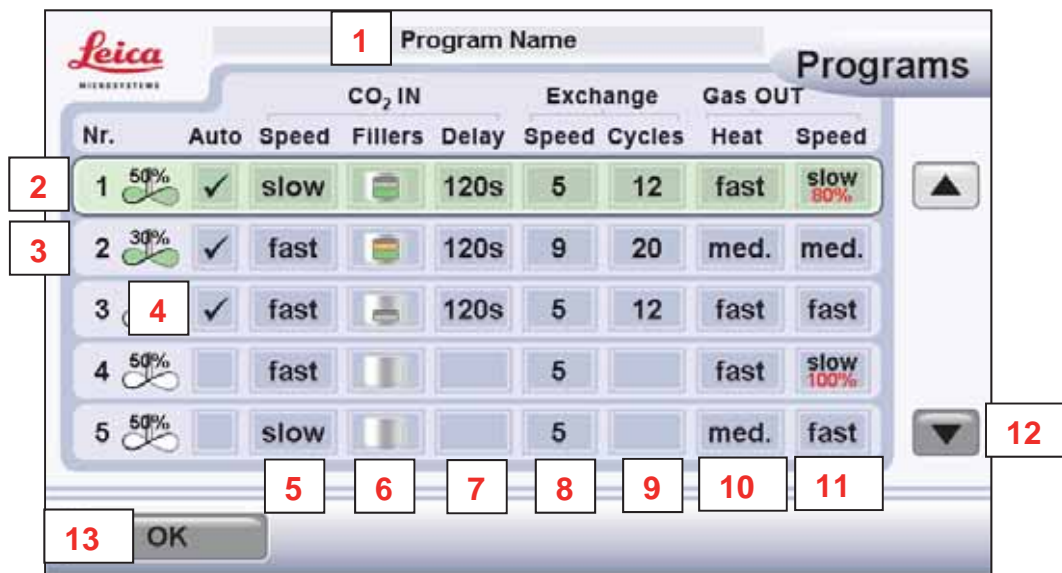 Leica
MICROSYSTEMS
1 Program Name
Programs
CO₂ IN Exchange Gas OUT
Nr. Auto Speed Fillers Delay Speed Cycles Heat Speed
2 1 50% ✓ slow 120s 5 12 fast slow 80%
3 2 30% ✓ fast 120s 9 20 med. med.
3 4 ✓ fast 120s 5 12 fast fast
4 50% fast 5 fast slow 100%
5 50% slow 5 med. fast
12
5 6 7 8 9 10 11
13 OK